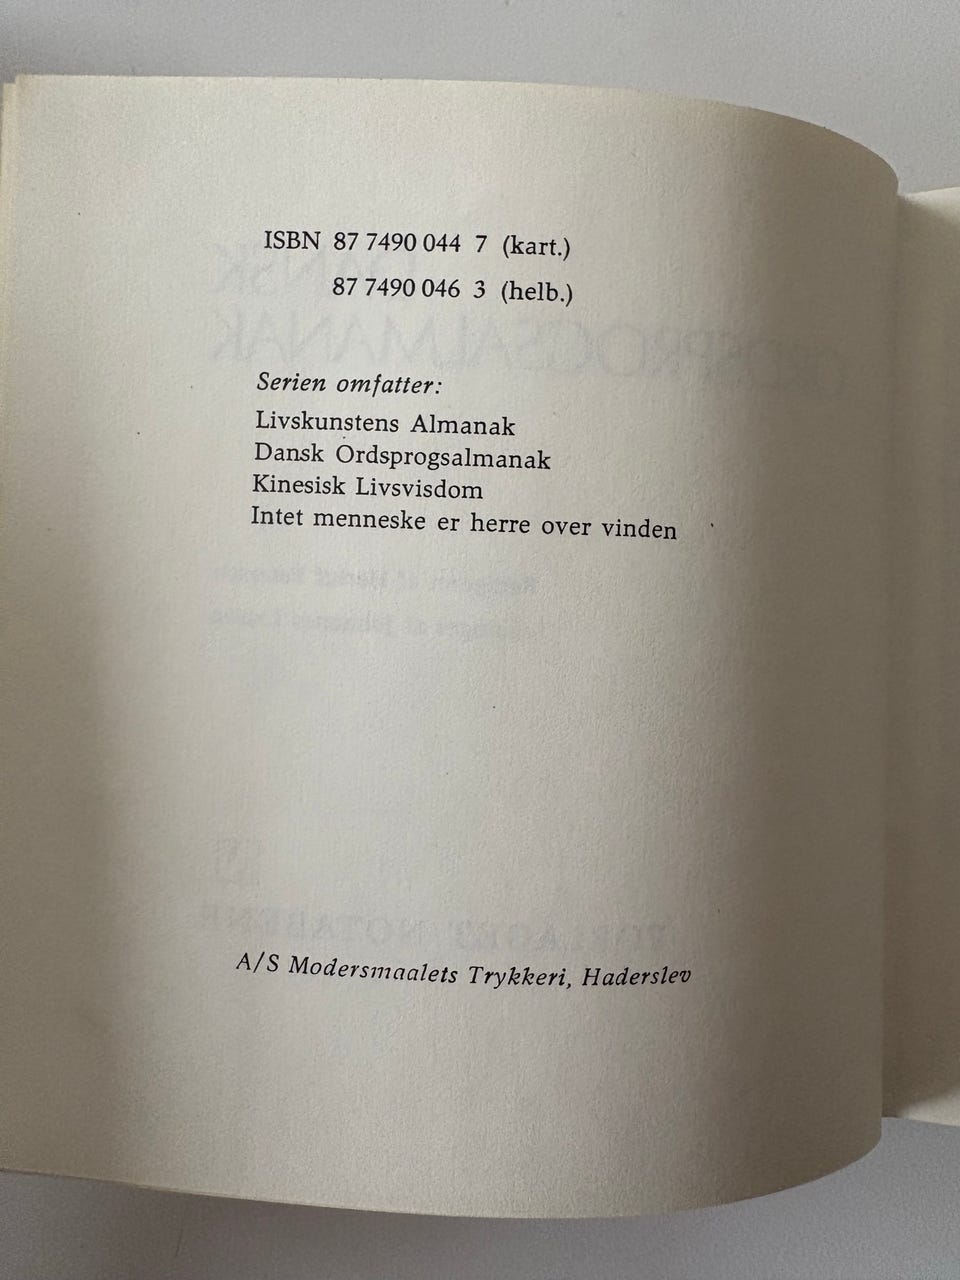 ISBN 87 7490 044 7 (kart.)
87 7490 046 3 (helb.)
Serien omfatter:
Livskunstens Almanak
Dansk Ordsprogsalmanak
Kinesisk Livsvisdom
Intet menneske er herre over vinden
A/S Modersmaalets Trykkeri, Haderslev